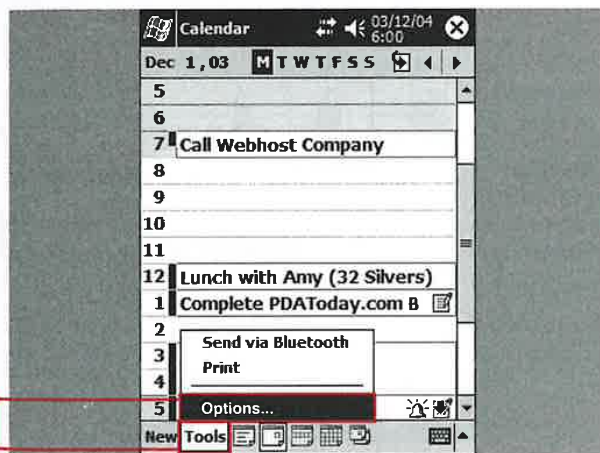 Calendar 03/12/04
6:00
Dec 1,03 M T W T F S S
5
6
7 Call Webhost Company
8
9
10
11
12 Lunch with Amy (32 Silvers)
1 Complete PDAToday.com B
2
Send via Bluetooth
3
Print
4
5 Options...
New Tools